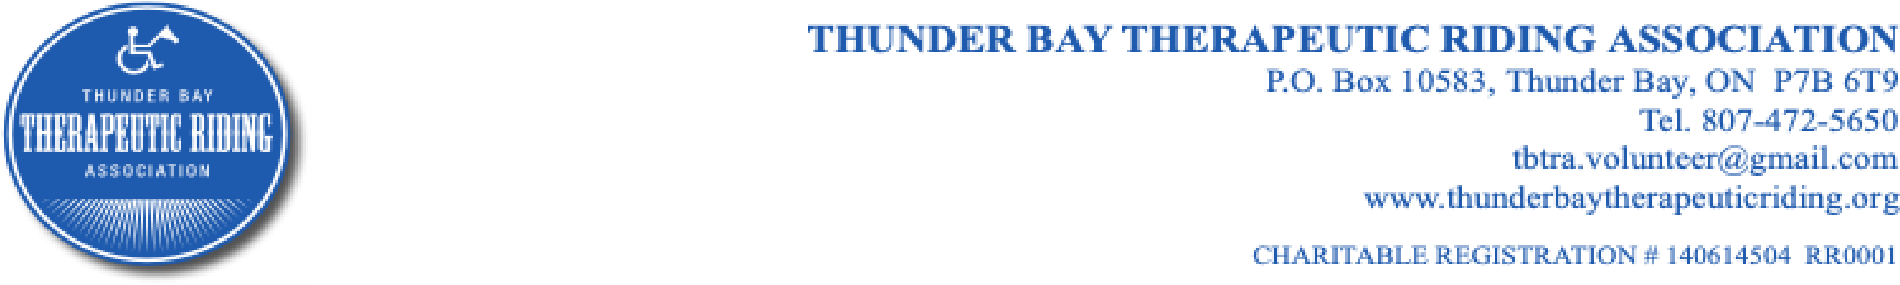 THUNDER BAY
THERAPEUTIC RIDING
ASSOCIATION
THUNDER BAY THERAPEUTIC RIDING ASSOCIATION
P.O. Box 10583, Thunder Bay, ON  P7B 6T9
Tel. 807-472-5650
tbtra.volunteer@gmail.com
www.thunderbaytherapeuticriding.org
CHARITABLE REGISTRATION # 140614504  RR0001